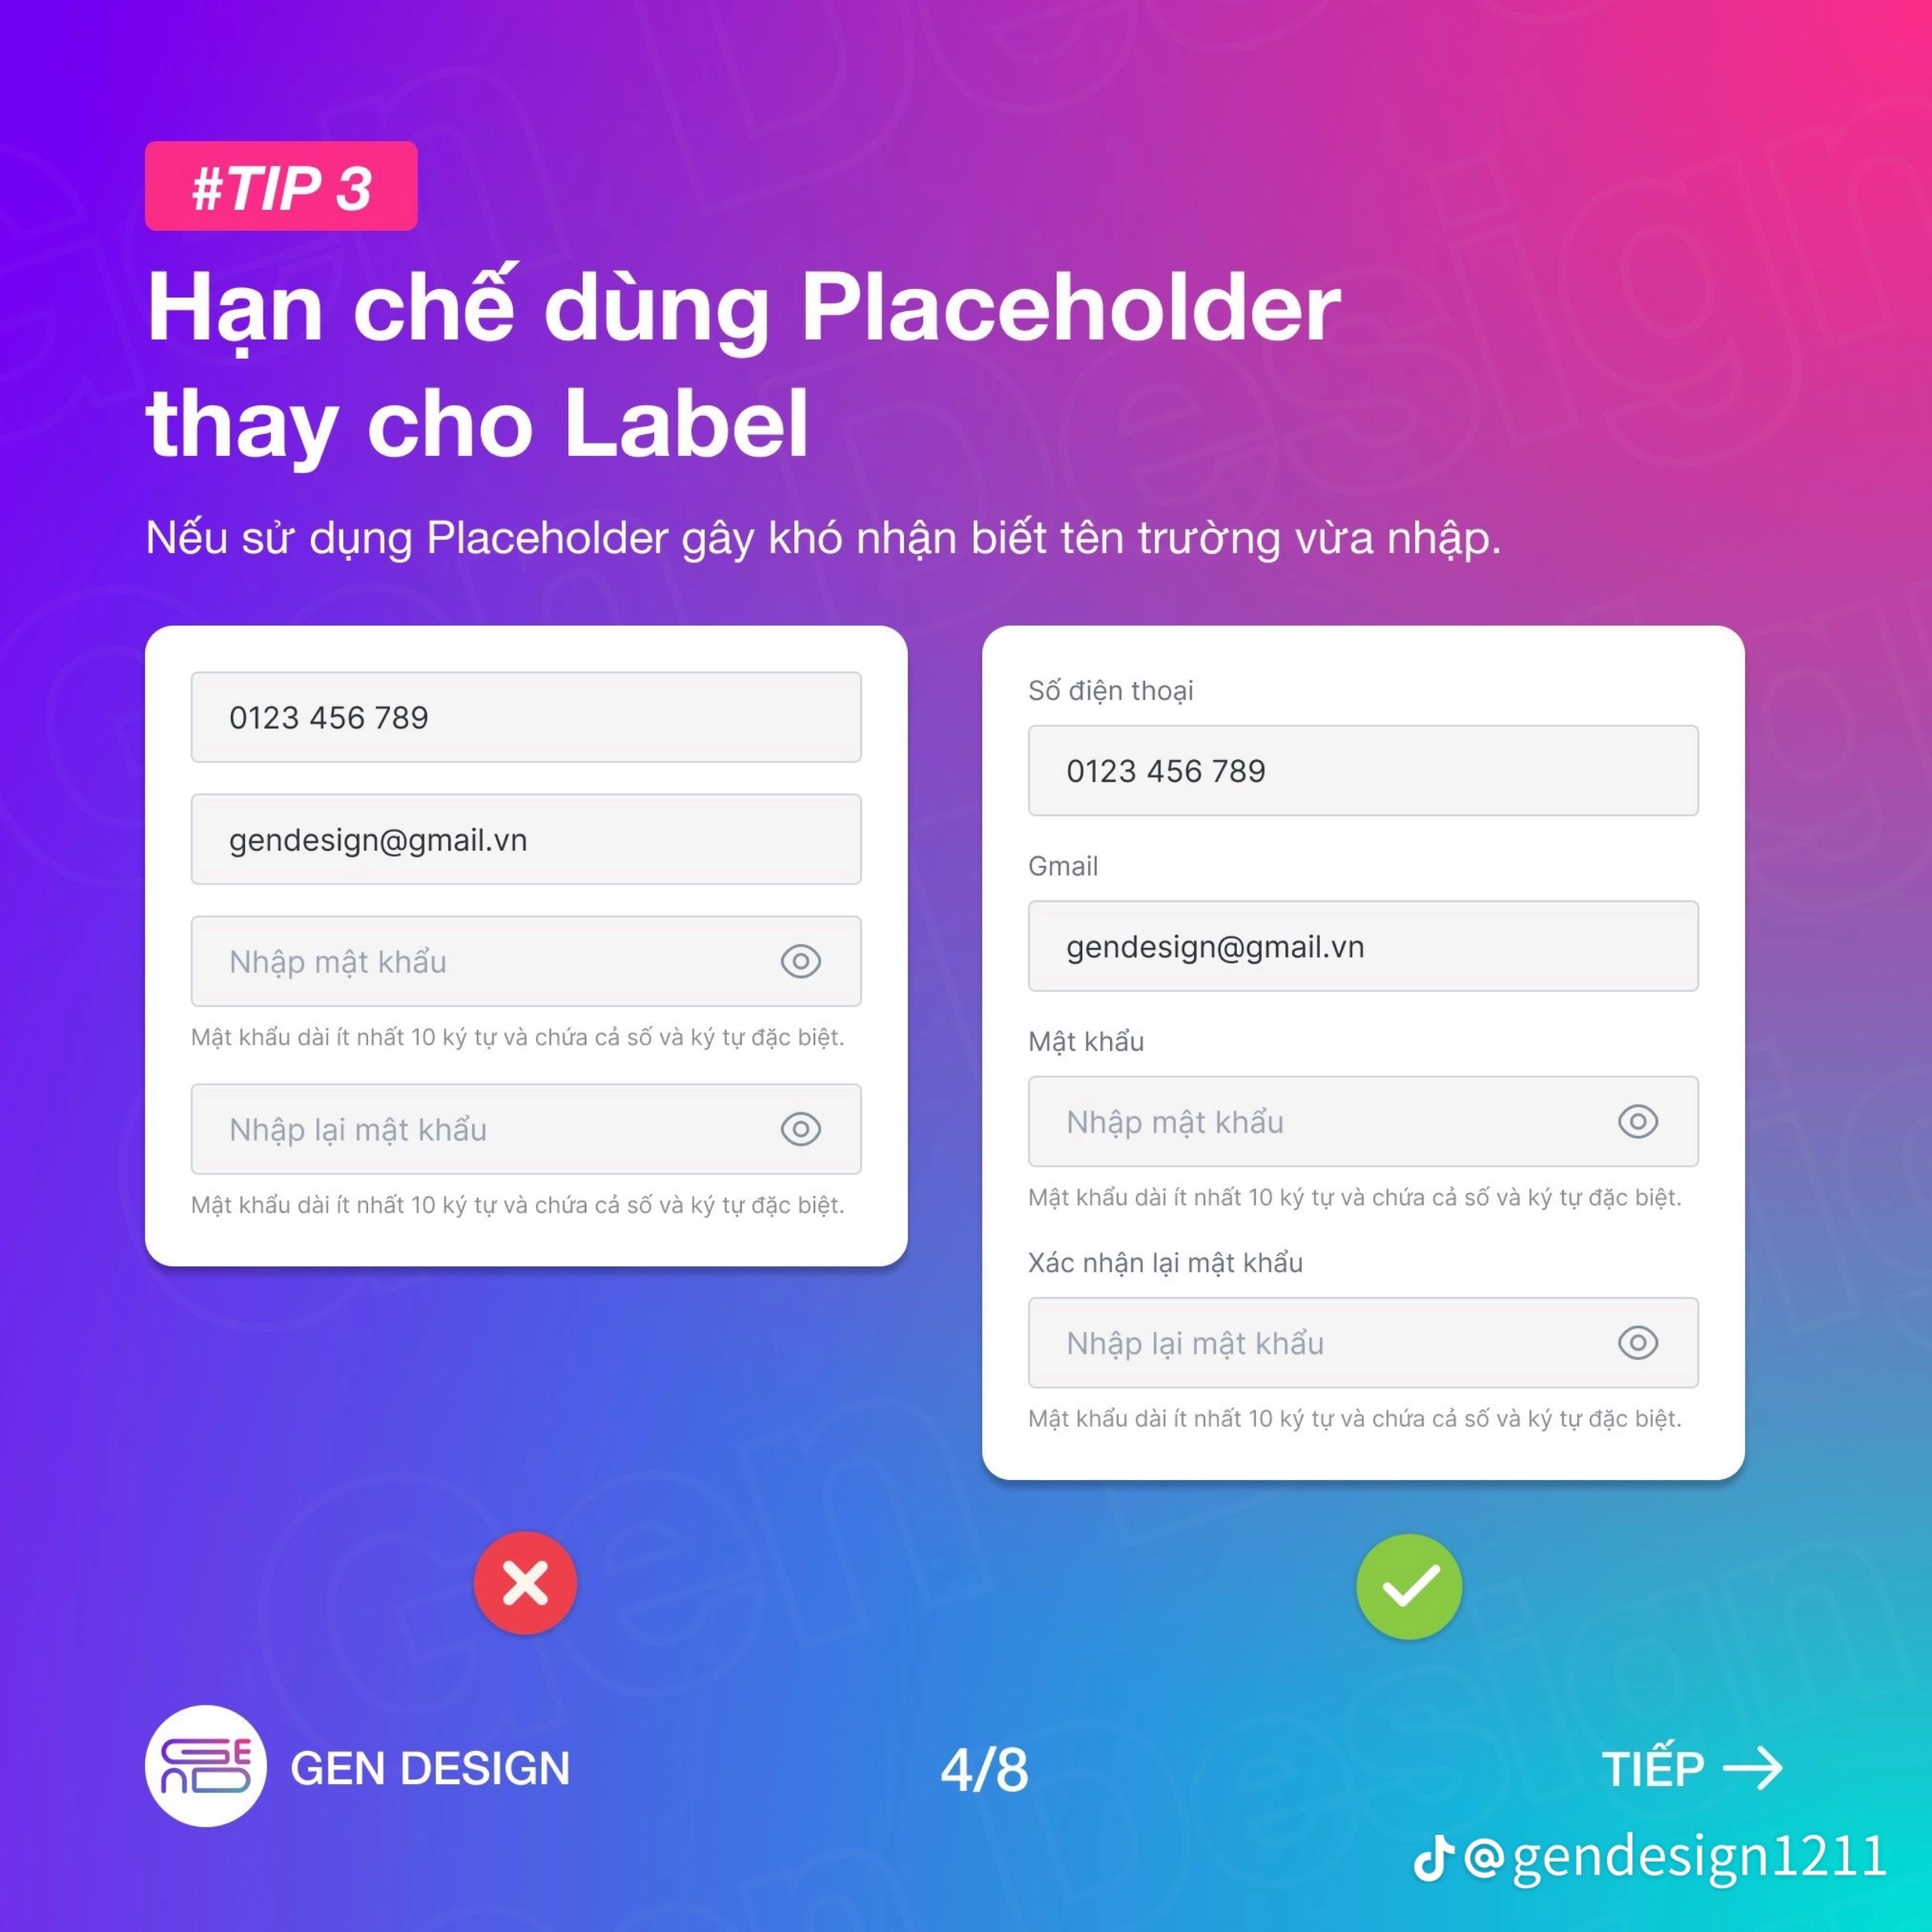 #TIP 3
Hạn chế dùng Placeholder
thay cho Label
Nếu sử dụng Placeholder gây khó nhận biết tên trường vừa nhập.
0123 456 789
gendesign@gmail.vn
Nhập mật khẩu
Mật khẩu dài ít nhất 10 ký tự và chứa cả số và ký tự đặc biệt.
Nhập lại mật khẩu
Mật khẩu dài ít nhất 10 ký tự và chứa cả số và ký tự đặc biệt.
Số điện thoại
0123 456 789
Gmail
gendesign@gmail.vn
Mật khẩu
Nhập mật khẩu
Mật khẩu dài ít nhất 10 ký tự và chứa cả số và ký tự đặc biệt.
Xác nhận lại mật khẩu
Nhập lại mật khẩu
Mật khẩu dài ít nhất 10 ký tự và chứa cả số và ký tự đặc biệt.
GEN DESIGN
4/8
TIẾP →
@gendesign1211